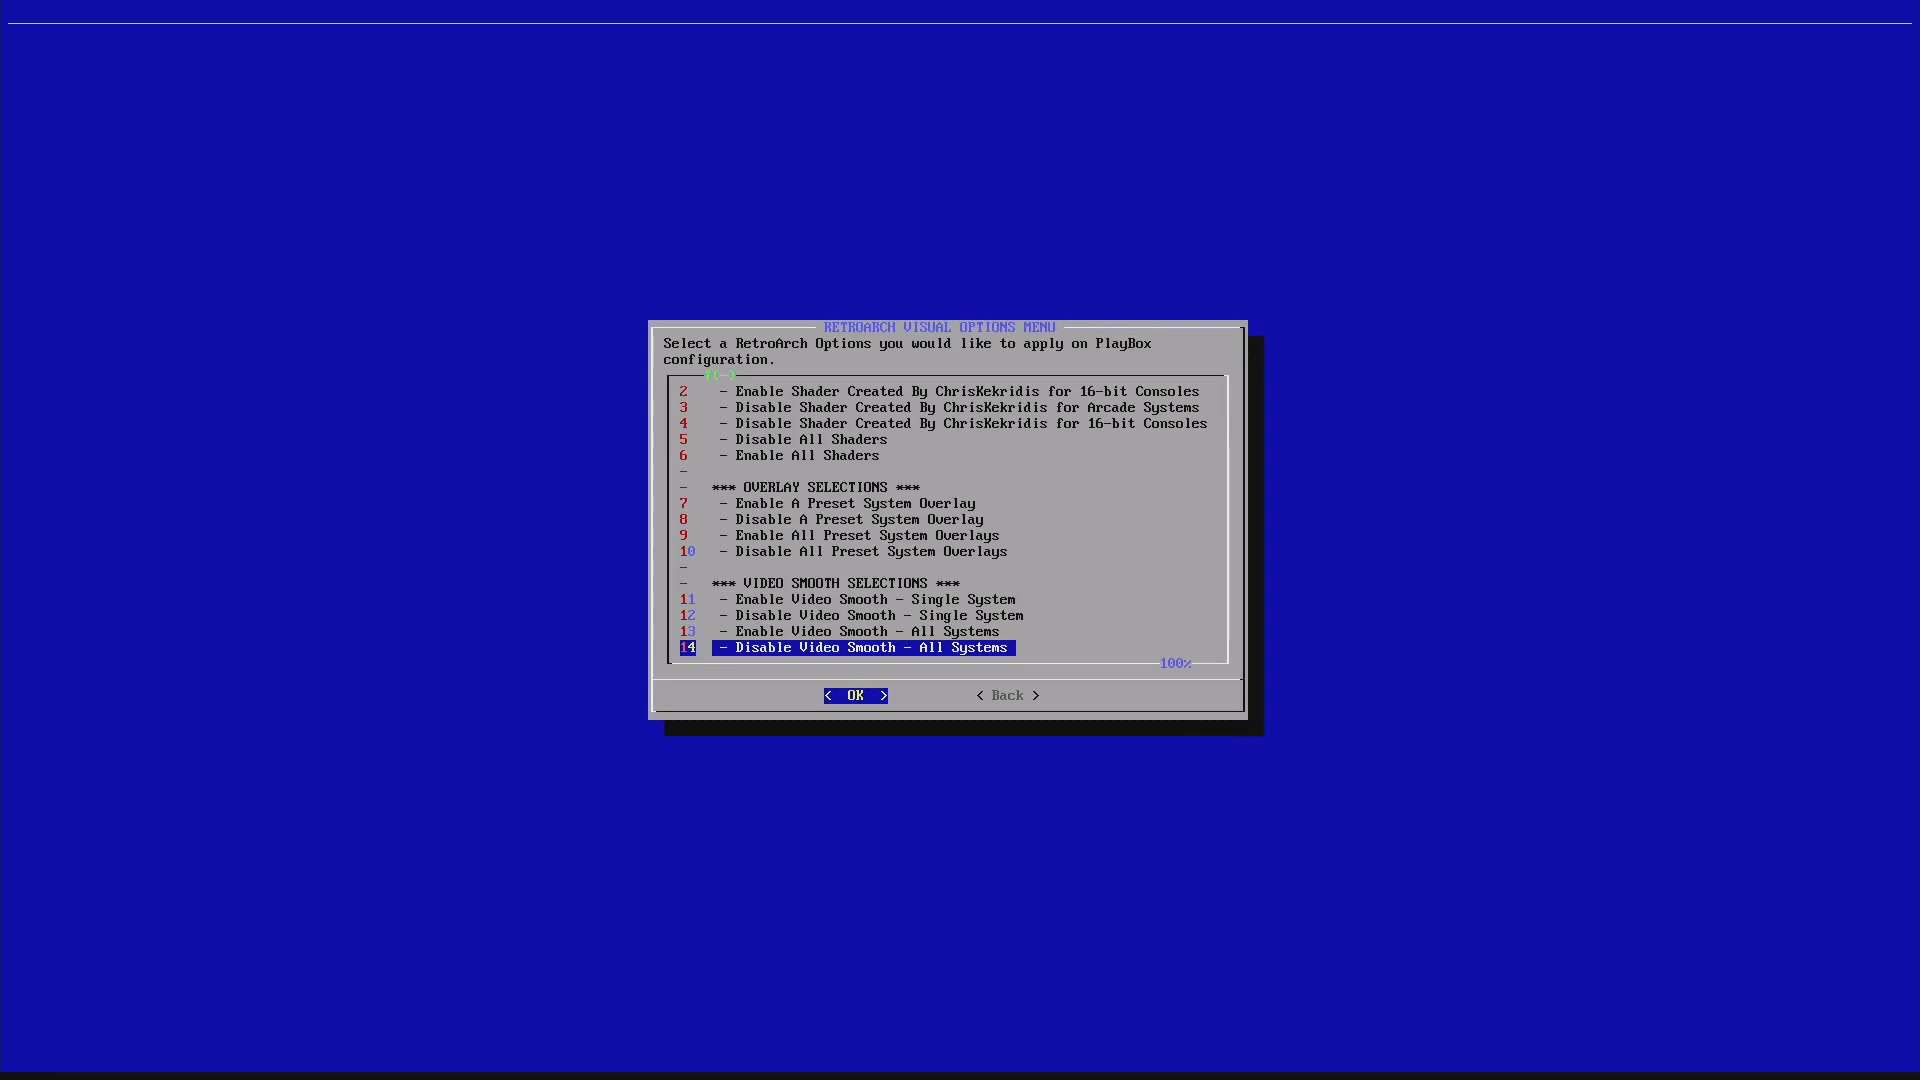 RETROARCH VISUAL OPTIONS MENU
Select a RetroArch Options you would like to apply on PlayBox
configuration.
↑(-)
2 - Enable Shader Created By ChrisKekridis for 16-bit Consoles
3 - Disable Shader Created By ChrisKekridis for Arcade Systems
4 - Disable Shader Created By ChrisKekridis for 16-bit Consoles
5 - Disable All Shaders
6 - Enable All Shaders
-
- *** OVERLAY SELECTIONS ***
7 - Enable A Preset System Overlay
8 - Disable A Preset System Overlay
9 - Enable All Preset System Overlays
10 - Disable All Preset System Overlays
-
- *** VIDEO SMOOTH SELECTIONS ***
11 - Enable Video Smooth - Single System
12 - Disable Video Smooth - Single System
13 - Enable Video Smooth - All Systems
14 - Disable Video Smooth - All Systems
100%
< OK > < Back >